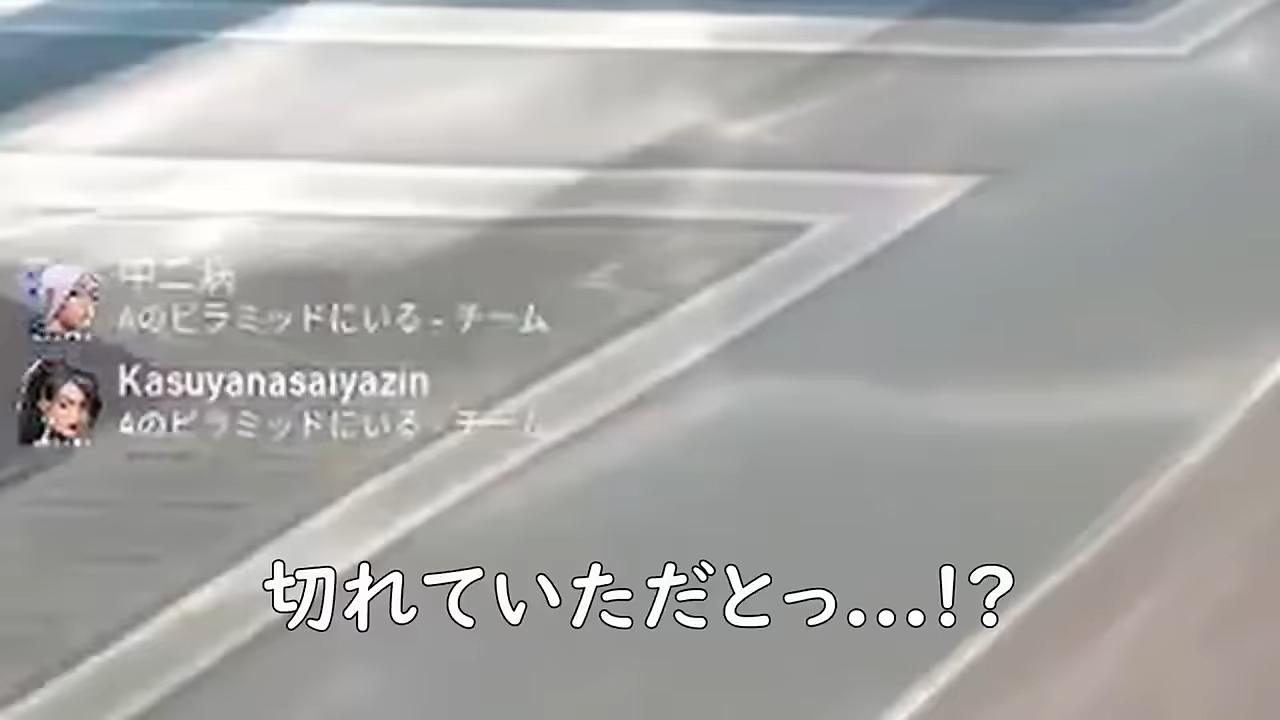 中二病
Aのピラミッドにいる - チーム
Kasuyanasaiyazin
Aのピラミッドにいる - チーム
切れていただとっ...!?